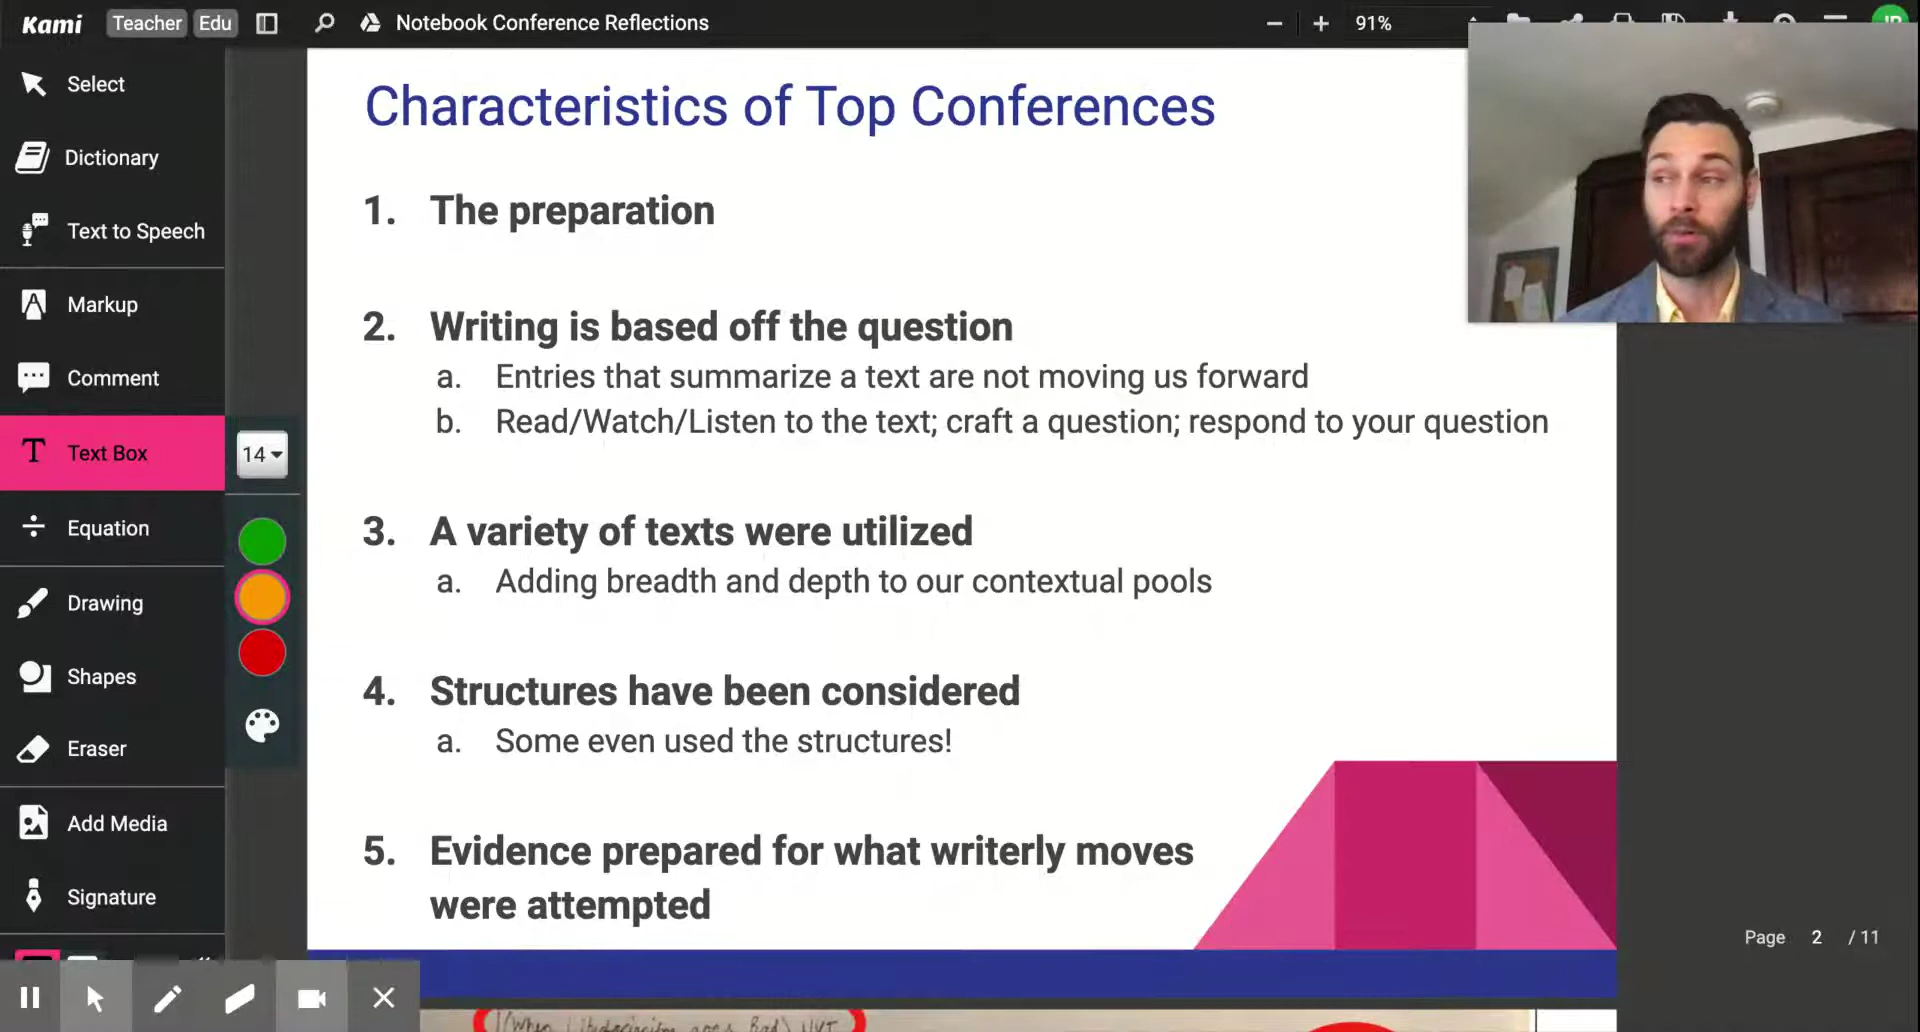 Kami Teacher Edu Notebook Conference Reflections 91%
Select
Dictionary
Text to Speech
Markup
Comment
Text Box
14
Equation
Drawing
Shapes
Eraser
Add Media
Signature
Characteristics of Top Conferences
1. The preparation
2. Writing is based off the question
a. Entries that summarize a text are not moving us forward
b. Read/Watch/Listen to the text; craft a question; respond to your question
3. A variety of texts were utilized
a. Adding breadth and depth to our contextual pools
4. Structures have been considered
a. Some even used the structures!
5. Evidence prepared for what writerly moves
were attempted
Page 2 / 11